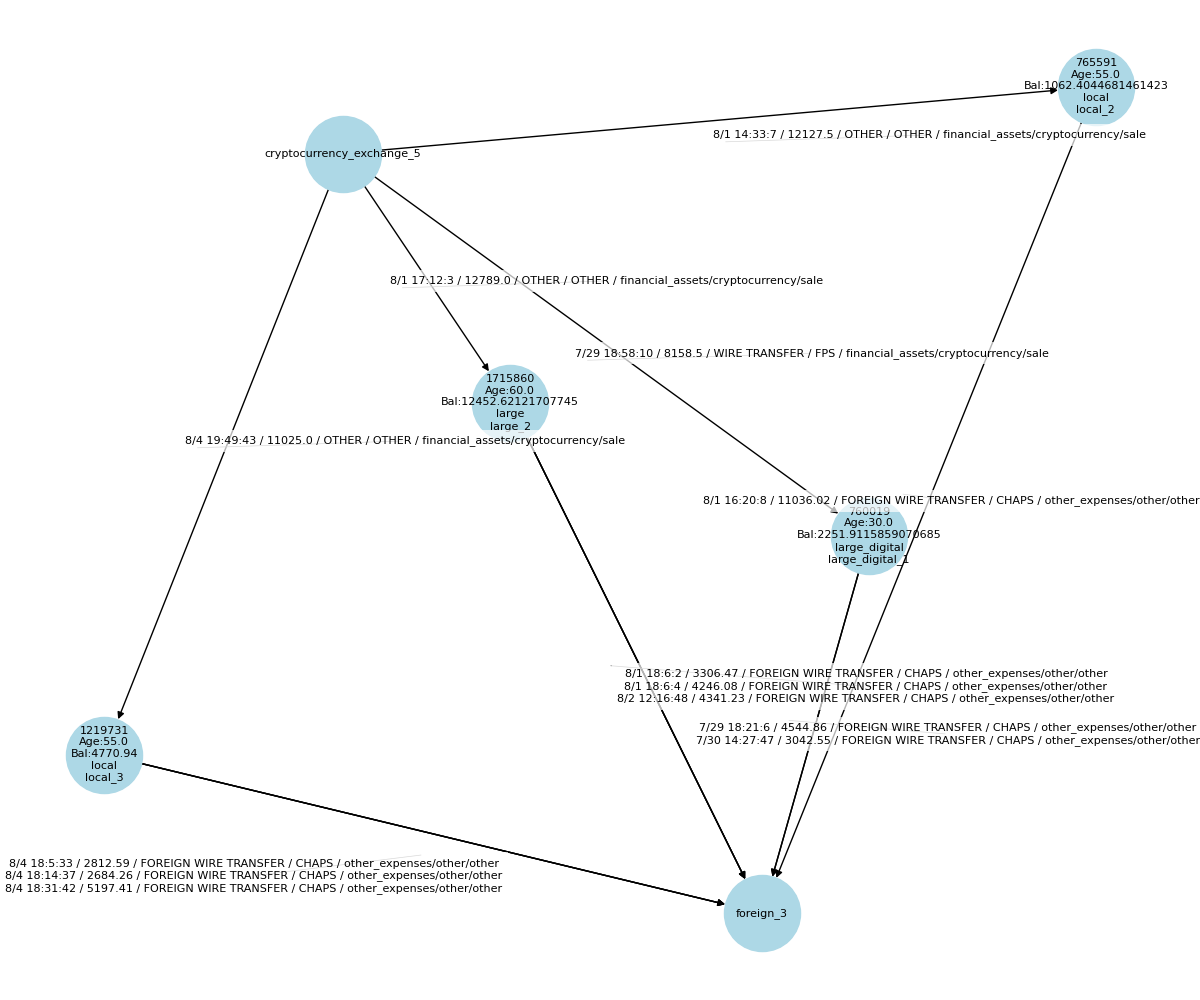 765591
Age:55.0
Bal:1062.4044681461423
local
local_2
8/1 14:33:7 / 12127.5 / OTHER / OTHER / financial_assets/cryptocurrency/sale
cryptocurrency_exchange_5
8/1 17:12:3 / 12789.0 / OTHER / OTHER / financial_assets/cryptocurrency/sale
7/29 18:58:10 / 8158.5 / WIRE TRANSFER / FPS / financial_assets/cryptocurrency/sale
1715860
Age:60.0
Bal:12452.62121707745
large
large_2
8/4 19:49:43 / 11025.0 / OTHER / OTHER / financial_assets/cryptocurrency/sale
8/1 16:20:8 / 11036.02 / FOREIGN WIRE TRANSFER / CHAPS / other_expenses/other/other
760019
Age:30.0
Bal:2251.9115859070685
large_digital
large_digital_1
8/1 18:6:2 / 3306.47 / FOREIGN WIRE TRANSFER / CHAPS / other_expenses/other/other
8/1 18:6:4 / 4246.08 / FOREIGN WIRE TRANSFER / CHAPS / other_expenses/other/other
8/2 12:16:48 / 4341.23 / FOREIGN WIRE TRANSFER / CHAPS / other_expenses/other/other
7/29 18:21:6 / 4544.86 / FOREIGN WIRE TRANSFER / CHAPS / other_expenses/other/other
7/30 14:27:47 / 3042.55 / FOREIGN WIRE TRANSFER / CHAPS / other_expenses/other/other
1219731
Age:55.0
Bal:4770.94
local
local_3
8/4 18:5:33 / 2812.59 / FOREIGN WIRE TRANSFER / CHAPS / other_expenses/other/other
8/4 18:14:37 / 2684.26 / FOREIGN WIRE TRANSFER / CHAPS / other_expenses/other/other
8/4 18:31:42 / 5197.41 / FOREIGN WIRE TRANSFER / CHAPS / other_expenses/other/other
foreign_3